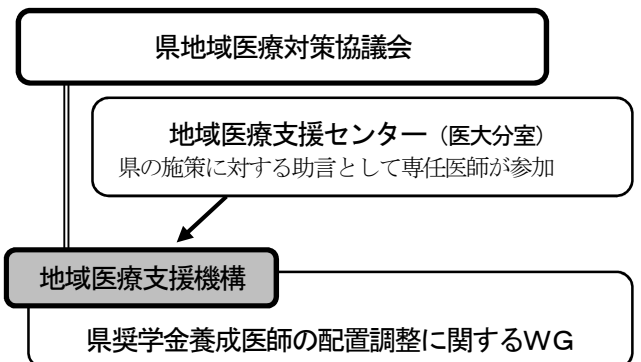 県地域医療対策協議会
地域医療支援センター（医大分室）
県の施策に対する助言として専任医師が参加
地域医療支援機構
県奨学金養成医師の配置調整に関するＷＧ